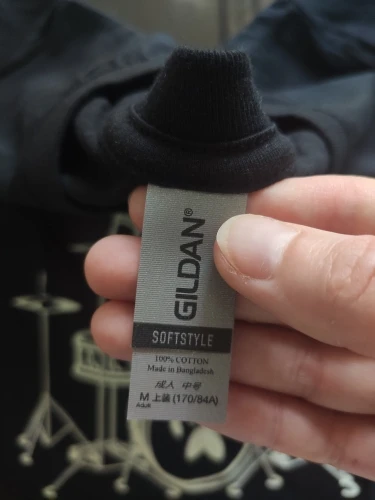 GILDAN®
SOFTSTYLE
100% COTTON
Made in Bangladesh
成人 中号
M 上装 (170/84A)